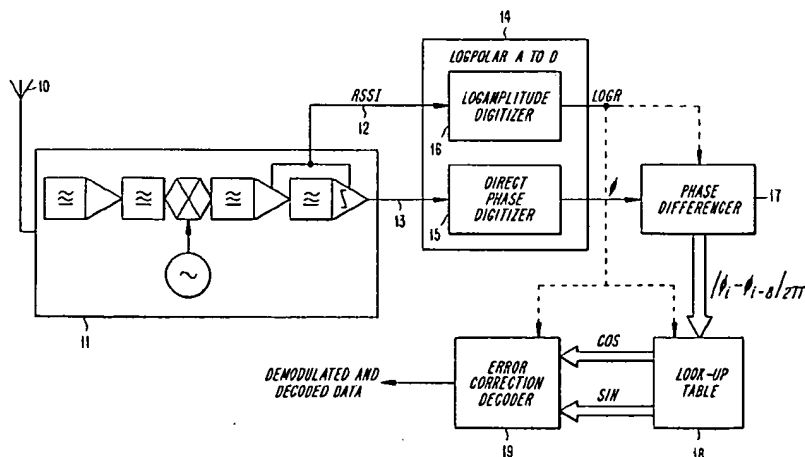 14
LOGPOLAR A TO D
10
RSSI
12
LOGAMPLITUDE
DIGITIZER
16
LOGR
13
DIRECT
PHASE
DIGITIZER
15
ϕ
PHASE
DIFFERENCER
17
|ϕi-ϕi-8|2π
11
DEMODULATED AND
DECODED DATA
ERROR
CORRECTION
DECODER
19
COS
SIN
LOOK-UP
TABLE
18